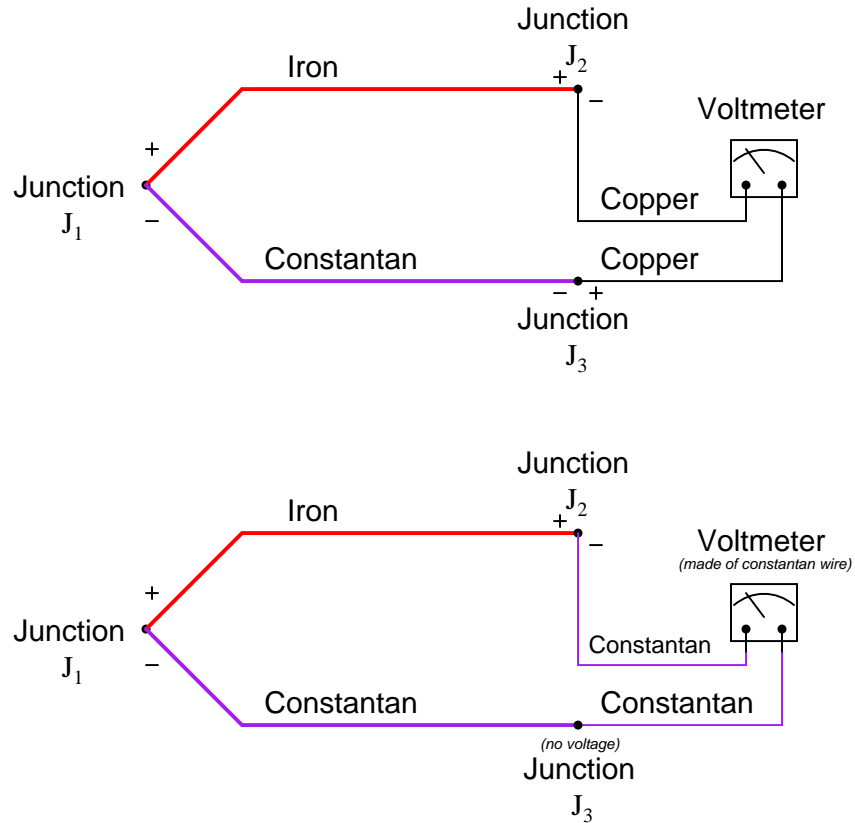 Junction
J2
Iron
+
−
Voltmeter
+
Junction
J1
−
Copper
Constantan
Copper
−
+
Junction
J3
Junction
J2
Iron
+
−
Voltmeter
(made of constantan wire)
+
Junction
J1
−
Constantan
Constantan
Constantan
(no voltage)
Junction
J3